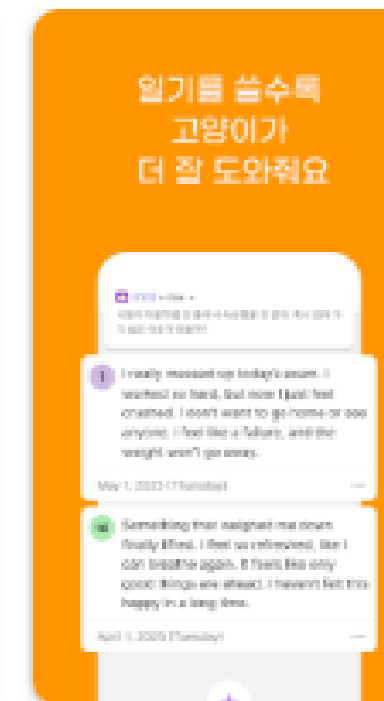 일기를 쓸수록
고양이가
더 잘 도와줘요
I really messed up today's exam. I
worked so hard, but now I just feel
crushed. I don't want to go home or see
anyone. I feel like a failure, and the
weight won't go away.
May 1, 2025 (Thursday)
Something that weighed me down
finally lifted. I feel so refreshed, like I
can breathe again. It feels like only
good things are ahead. I haven't felt this
happy in a long time.
April 1, 2025 (Tuesday)